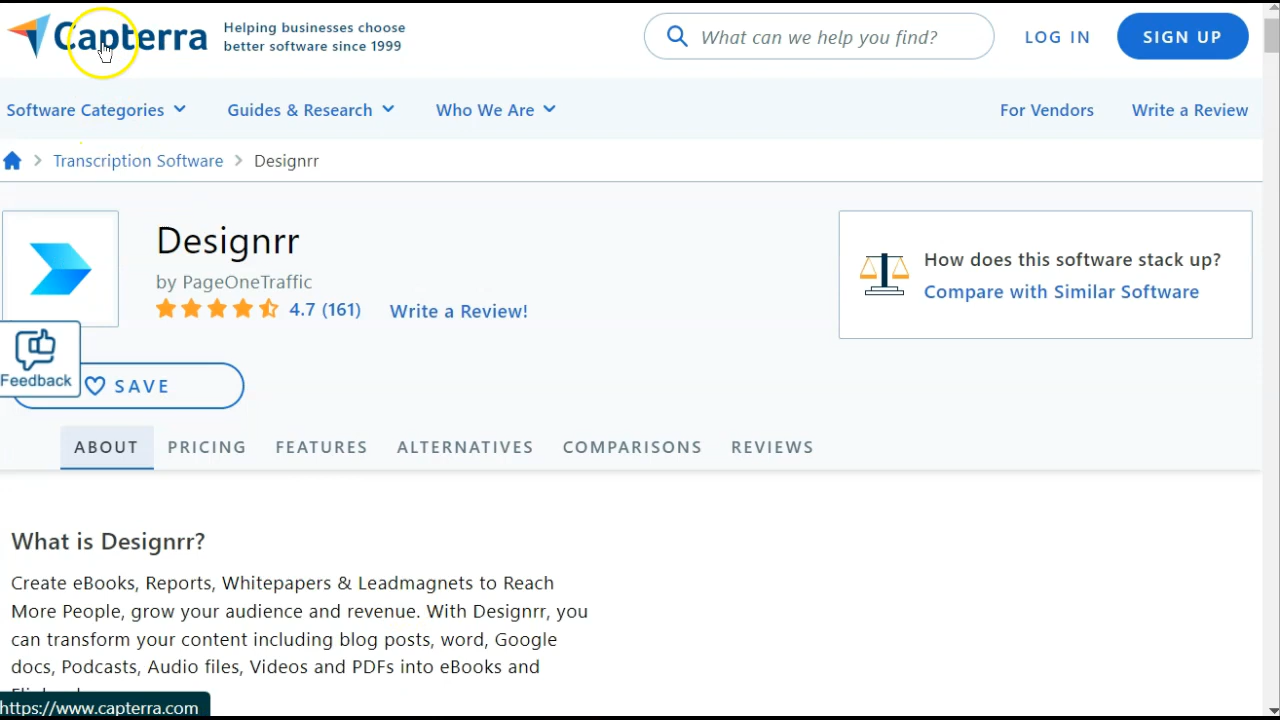 Capterra
Helping businesses choose
better software since 1999
What can we help you find?
LOG IN
SIGN UP
Software Categories
Guides & Research
Who We Are
For Vendors
Write a Review
Transcription Software
Designrr
Designrr
by PageOneTraffic
4.7 (161)
Write a Review!
How does this software stack up?
Compare with Similar Software
Feedback
SAVE
ABOUT
PRICING
FEATURES
ALTERNATIVES
COMPARISONS
REVIEWS
What is Designrr?
Create eBooks, Reports, Whitepapers & Leadmagnets to Reach
More People, grow your audience and revenue. With Designrr, you
can transform your content including blog posts, word, Google
docs, Podcasts, Audio files, Videos and PDFs into eBooks and
https://www.capterra.com